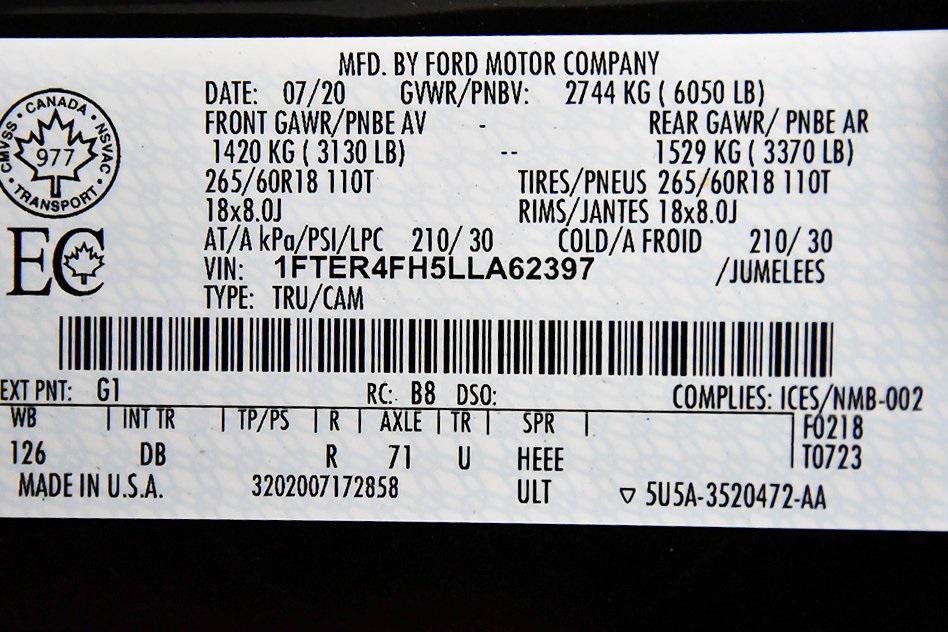 MFD. BY FORD MOTOR COMPANY
DATE: 07/20 GVWR/PNBV: 2744 KG ( 6050 LB)
FRONT GAWR/PNBE AV - REAR GAWR/ PNBE AR
1420 KG ( 3130 LB) -- 1529 KG ( 3370 LB)
265/60R18 110T TIRES/PNEUS 265/60R18 110T
18x8.0J RIMS/JANTES 18x8.0J
AT/A kPa/PSI/LPC 210/ 30 COLD/A FROID 210/ 30
VIN: 1FTER4FH5LLA62397 /JUMELEES
TYPE: TRU/CAM
CANADA
CMVSS • NSVAC
977
TRANSPORT
EC
EXT PNT: G1 RC: B8 DSO: COMPLIES: ICES/NMB-002
WB | INT TR | TP/PS | R | AXLE | TR | SPR | F0218
126 DB R 71 U HEEE | T0723
MADE IN U.S.A. 3202007172858 ULT ▽ 5U5A-3520472-AA